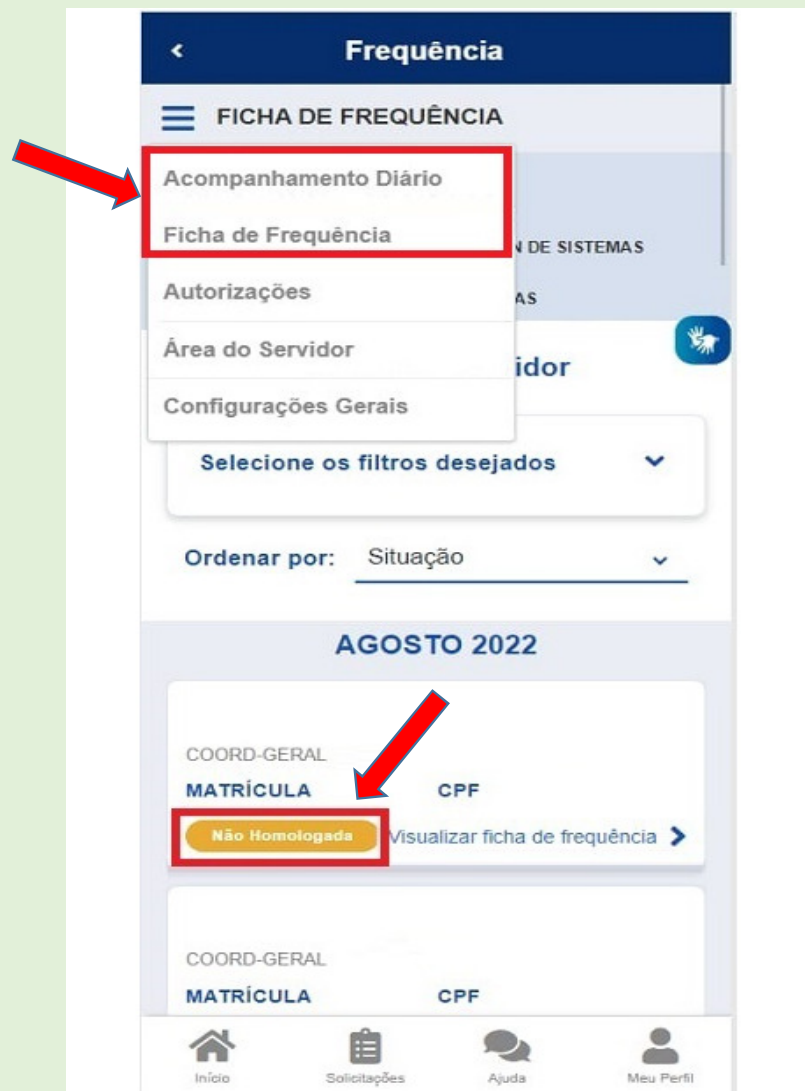 Frequência
FICHA DE FREQUÊNCIA
Acompanhamento Diário
Ficha de Frequência
N DE SISTEMAS
Autorizações
AS
Área do Servidor
idor
Configurações Gerais
Selecione os filtros desejados
Ordenar por: Situação
AGOSTO 2022
COORD-GERAL
MATRÍCULA CPF
Não Homologada Visualizar ficha de frequência
COORD-GERAL
MATRÍCULA CPF
Início Solicitações Ajuda Meu Perfil